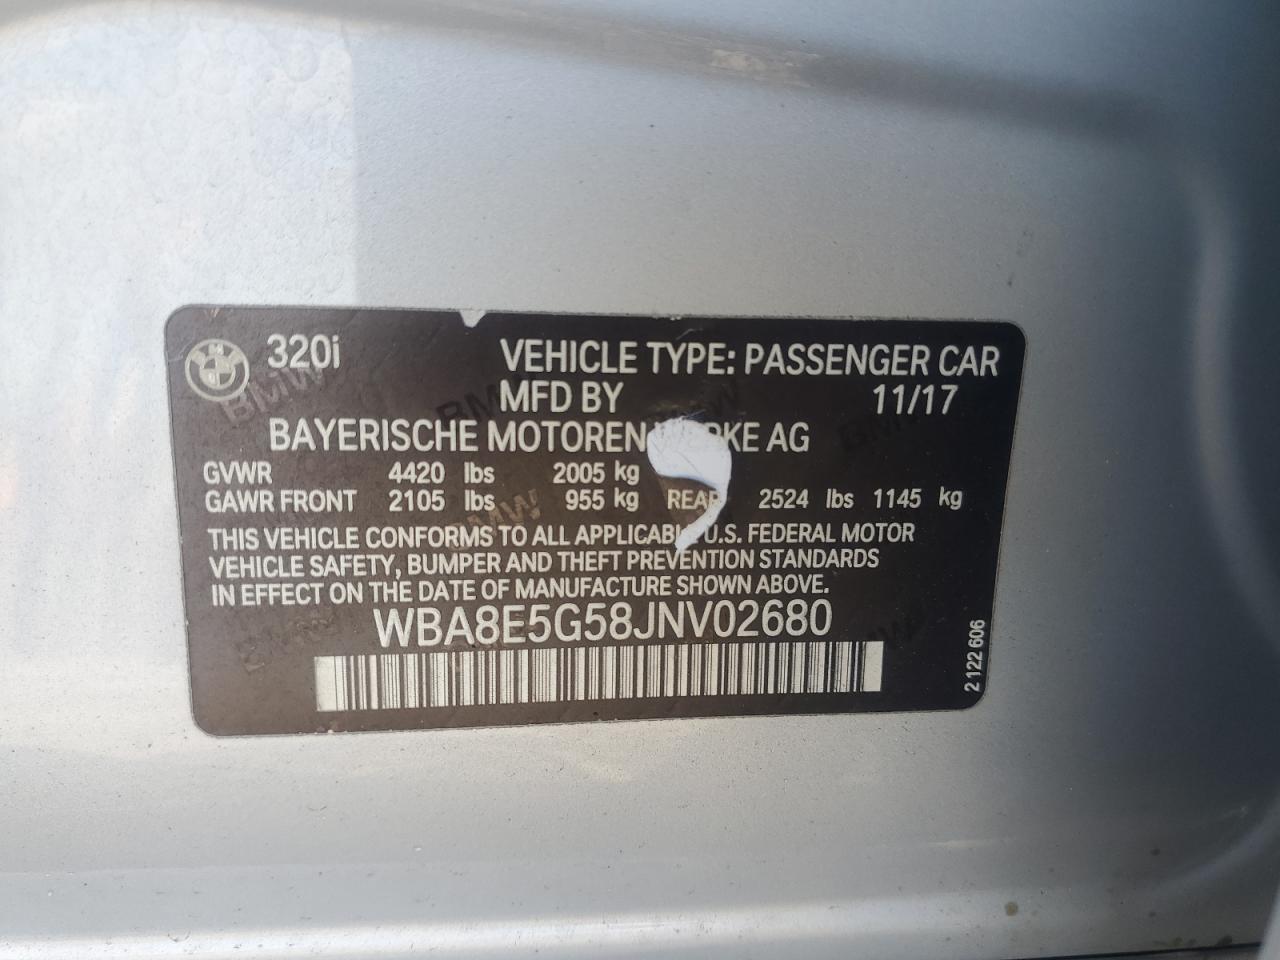 320i VEHICLE TYPE: PASSENGER CAR
MFD BY 11/17
BAYERISCHE MOTOREN AG
GVWR 4420 lbs 2005 kg
GAWR FRONT 2105 lbs 955 kg REAR 2524 lbs 1145 kg
THIS VEHICLE CONFORMS TO ALL U.S. FEDERAL MOTOR
VEHICLE SAFETY, BUMPER AND THEFT PREVENTION STANDARDS
IN EFFECT ON THE DATE OF MANUFACTURE SHOWN ABOVE.
WBA8E5G58JNV02680
2 122 606